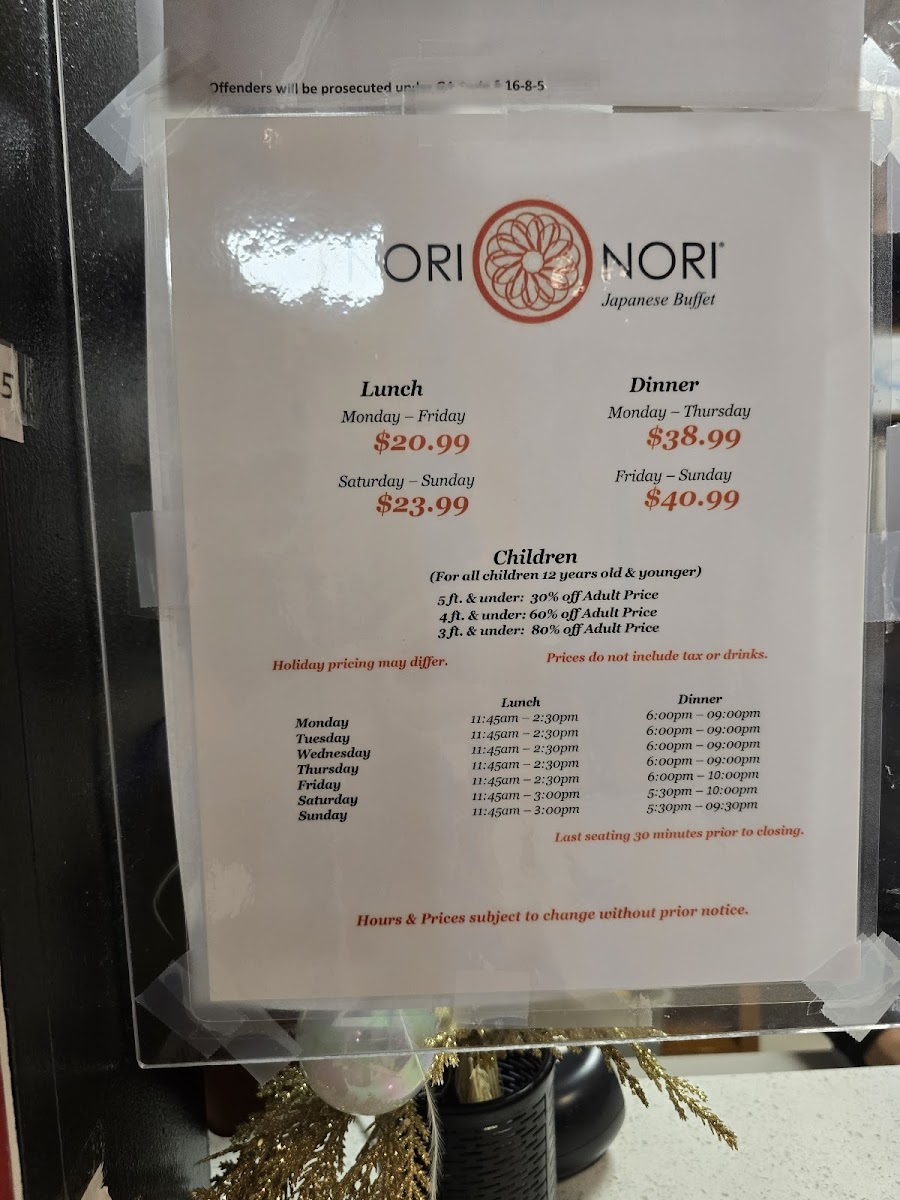 Offenders will be prosecuted under GA Code § 16-8-5
5
NORI NORI®
Japanese Buffet
Lunch
Monday – Friday
$20.99
Saturday – Sunday
$23.99
Dinner
Monday – Thursday
$38.99
Friday – Sunday
$40.99
Children
(For all children 12 years old & younger)
5 ft. & under: 30% off Adult Price
4 ft. & under: 60% off Adult Price
3 ft. & under: 80% off Adult Price
Holiday pricing may differ. Prices do not include tax or drinks.
Lunch Dinner
Monday 11:45am – 2:30pm 6:00pm – 09:00pm
Tuesday 11:45am – 2:30pm 6:00pm – 09:00pm
Wednesday 11:45am – 2:30pm 6:00pm – 09:00pm
Thursday 11:45am – 2:30pm 6:00pm – 09:00pm
Friday 11:45am – 2:30pm 6:00pm – 10:00pm
Saturday 11:45am – 3:00pm 5:30pm – 10:00pm
Sunday 11:45am – 3:00pm 5:30pm – 09:30pm
Last seating 30 minutes prior to closing.
Hours & Prices subject to change without prior notice.